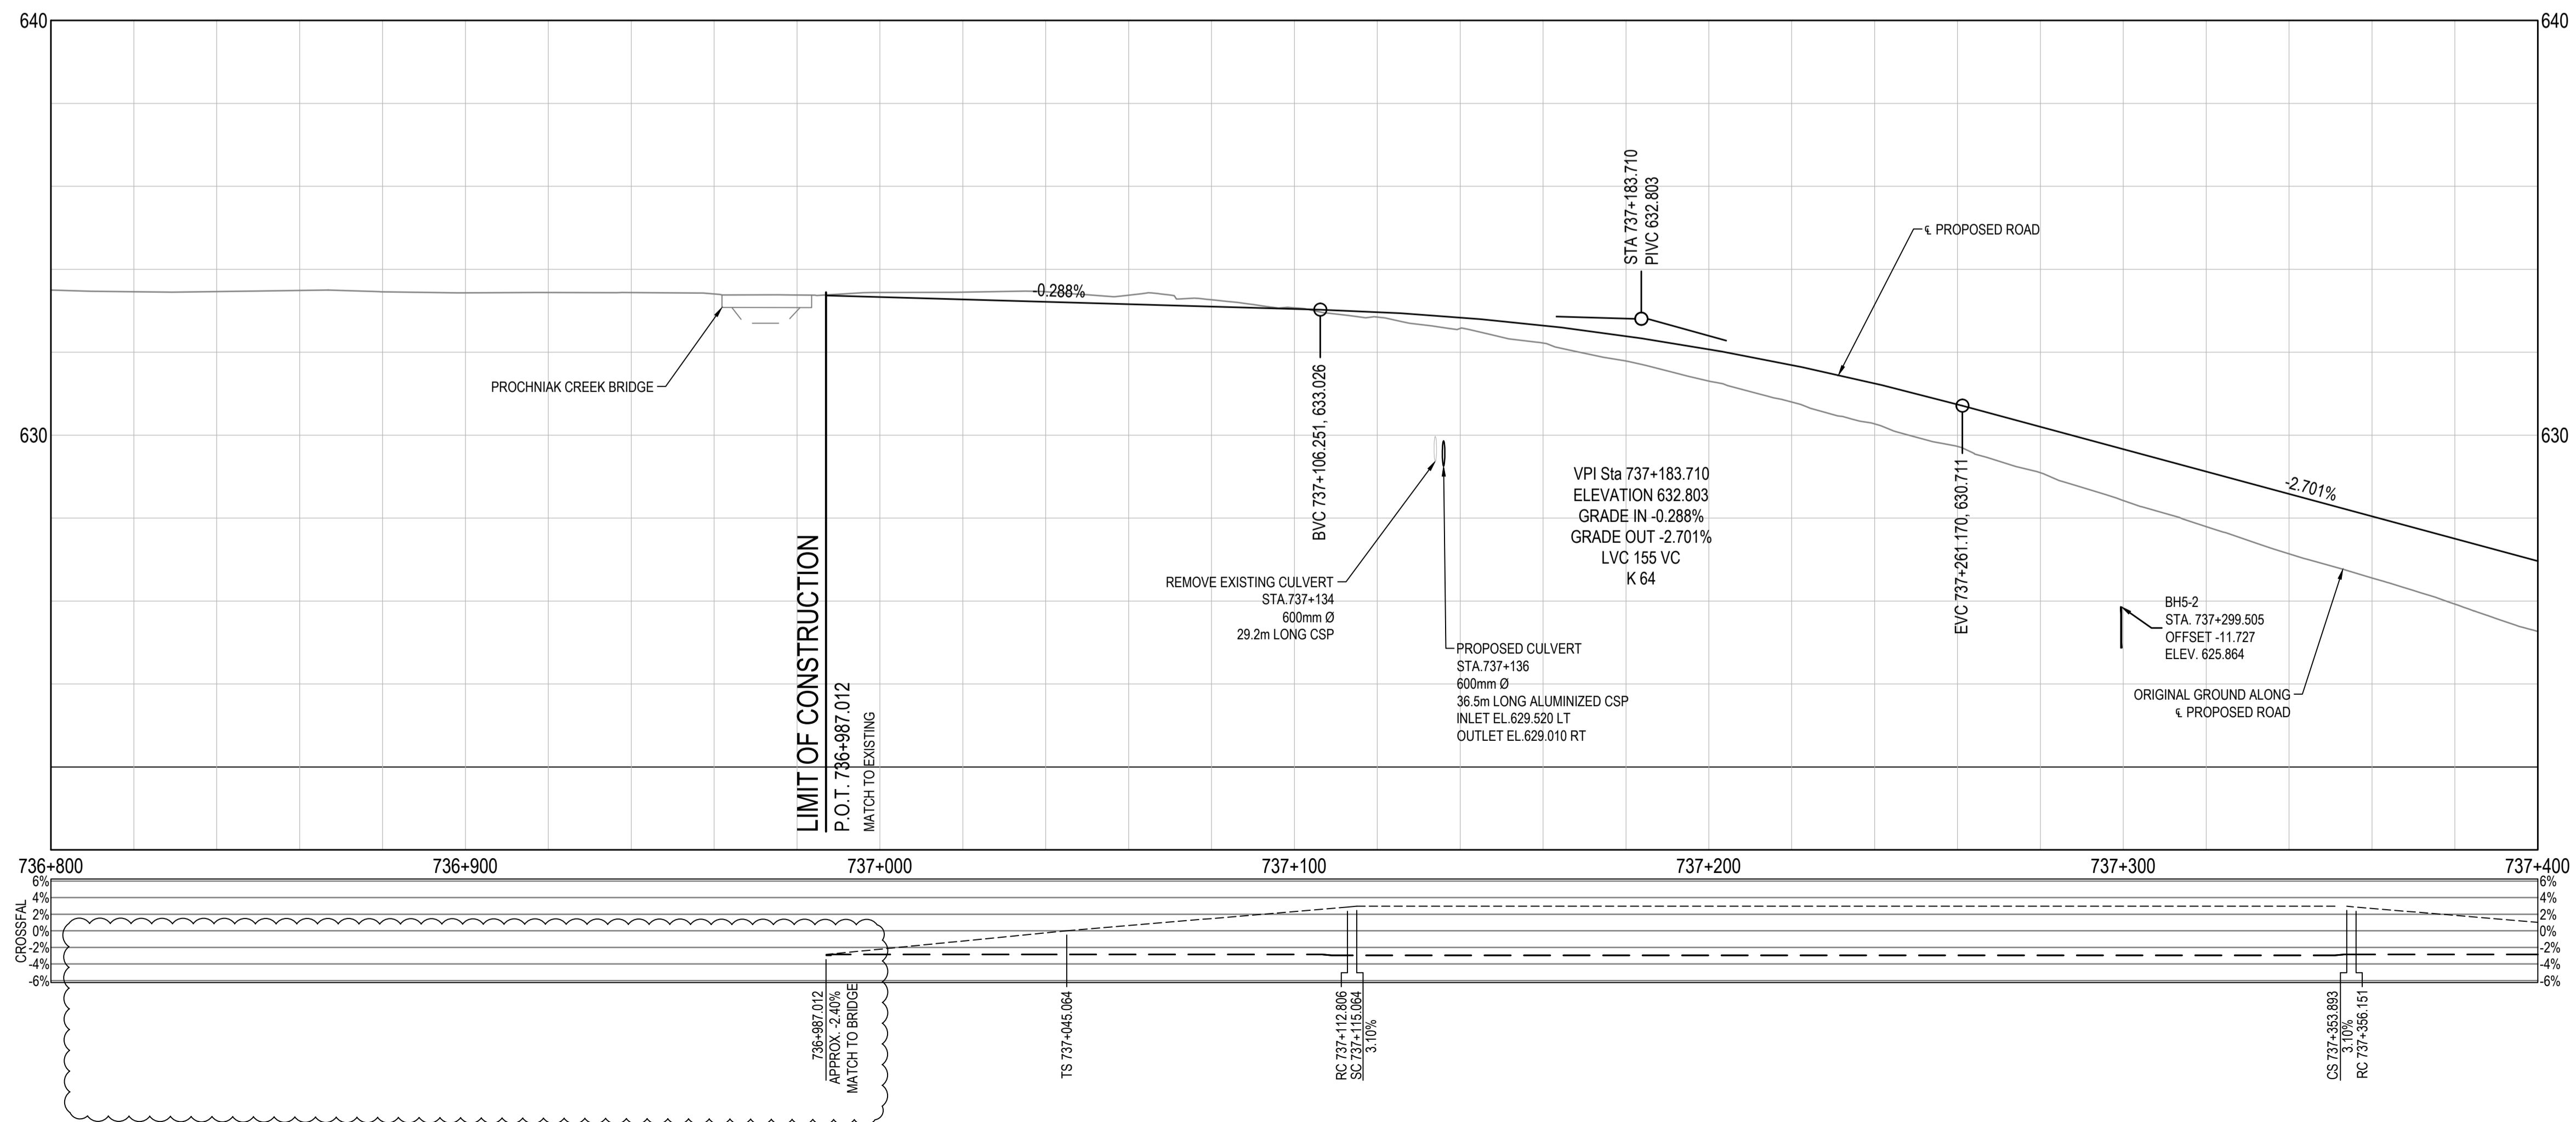 640
640
STA 737+183.710
PIVC 632.803
℄ PROPOSED ROAD
-0.288%
PROCHNIAK CREEK BRIDGE
630
630
BVC 737+106.251, 633.026
VPI Sta 737+183.710
ELEVATION 632.803
GRADE IN -0.288%
GRADE OUT -2.701%
LVC 155 VC
K 64
EVC 737+261.170, 630.711
-2.701%
LIMIT OF CONSTRUCTION
P.O.T. 736+987.012
MATCH TO EXISTING
REMOVE EXISTING CULVERT
STA.737+134
600mm Ø
29.2m LONG CSP
PROPOSED CULVERT
STA.737+136
600mm Ø
36.5m LONG ALUMINIZED CSP
INLET EL.629.520 LT
OUTLET EL.629.010 RT
BH5-2
STA. 737+299.505
OFFSET -11.727
ELEV. 625.864
ORIGINAL GROUND ALONG
℄ PROPOSED ROAD
736+800
736+900
737+000
737+100
737+200
737+300
737+400
CROSSFAL
6%
4%
2%
0%
-2%
-4%
-6%
6%
4%
2%
0%
-2%
-4%
-6%
736+987.012
APPROX. -2.40%
MATCH TO BRIDGE
TS 737+045.064
RC 737+112.806
SC 737+115.064
3.10%
CS 737+353.893
3.10%
RC 737+356.151